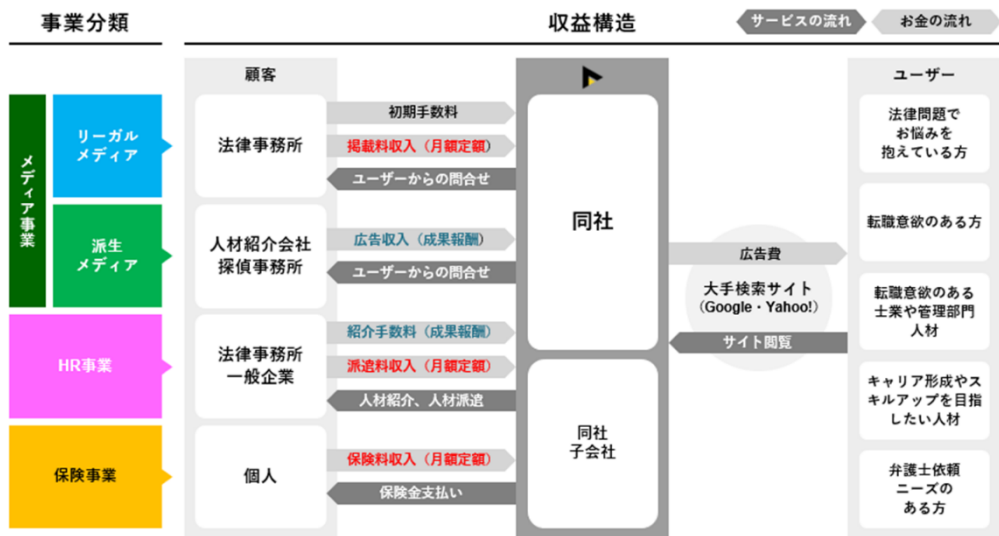 事業分類
収益構造
サービスの流れ
お金の流れ
顧客
ユーザー
メディア事業
リーガル
メディア
法律事務所
初期手数料
掲載料収入（月額定額）
ユーザーからの問合せ
派生
メディア
人材紹介会社
探偵事務所
広告収入（成果報酬）
ユーザーからの問合せ
HR事業
法律事務所
一般企業
紹介手数料（成果報酬）
派遣料収入（月額定額）
人材紹介、人材派遣
保険事業
個人
保険料収入（月額定額）
保険金支払い
同社
同社
子会社
広告費
大手検索サイト
（Google・Yahoo!）
サイト閲覧
法律問題で
お悩みを
抱えている方
転職意欲のある方
転職意欲のある
士業や管理部門
人材
キャリア形成やス
キルアップを目指
したい人材
弁護士依頼
ニーズの
ある方